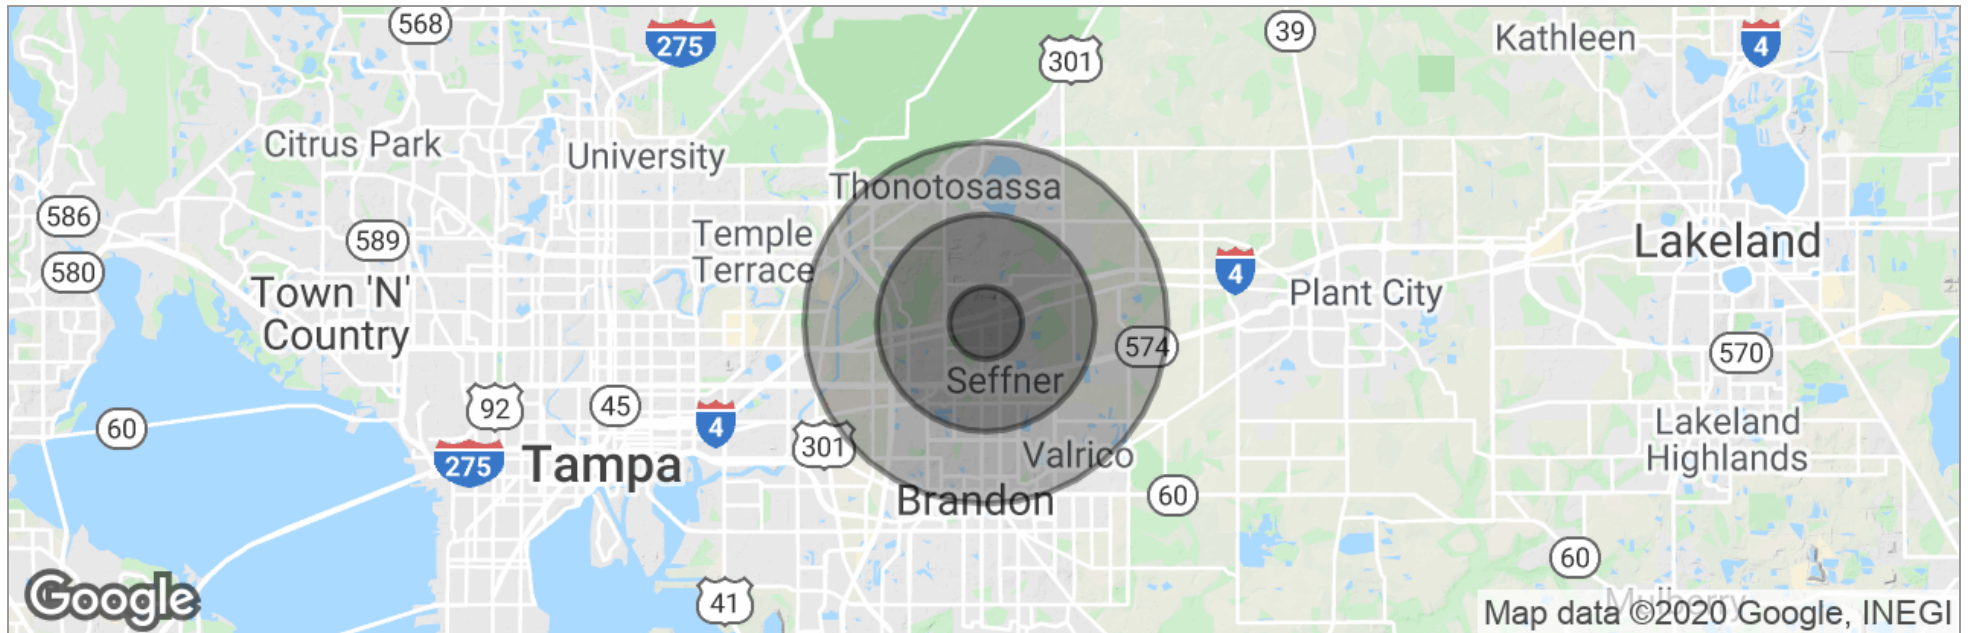 568
275
301
39
Kathleen
4
Citrus Park
University
Thonotosassa
586
589
Temple
Terrace
Lakeland
580
4
Town 'N'
Country
Plant City
574
570
Seffner
92
45
4
60
301
Lakeland
Highlands
275
Tampa
Valrico
Brandon
60
60
41
Google
Mulberry
Map data ©2020 Google, INEGI